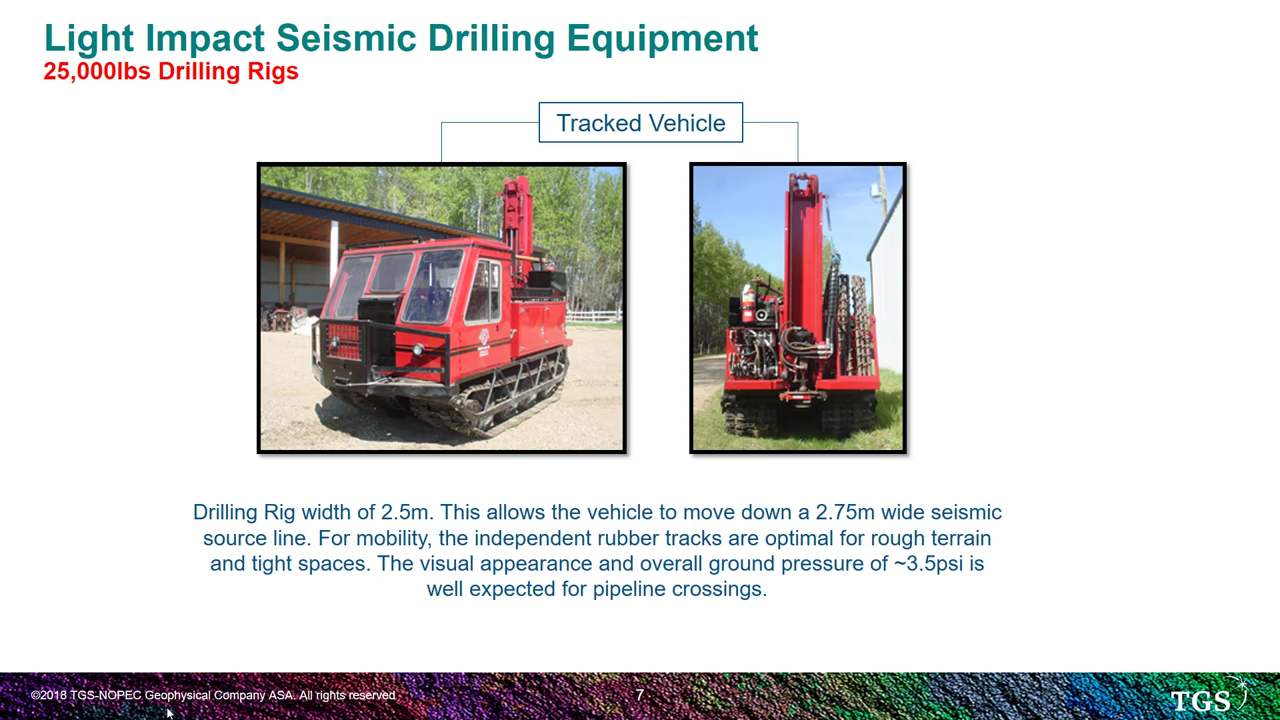 Light Impact Seismic Drilling Equipment
25,000lbs Drilling Rigs
Tracked Vehicle
Drilling Rig width of 2.5m. This allows the vehicle to move down a 2.75m wide seismic
source line. For mobility, the independent rubber tracks are optimal for rough terrain
and tight spaces. The visual appearance and overall ground pressure of ~3.5psi is
well expected for pipeline crossings.
©2018 TGS-NOPEC Geophysical Company ASA. All rights reserved
7
TGS